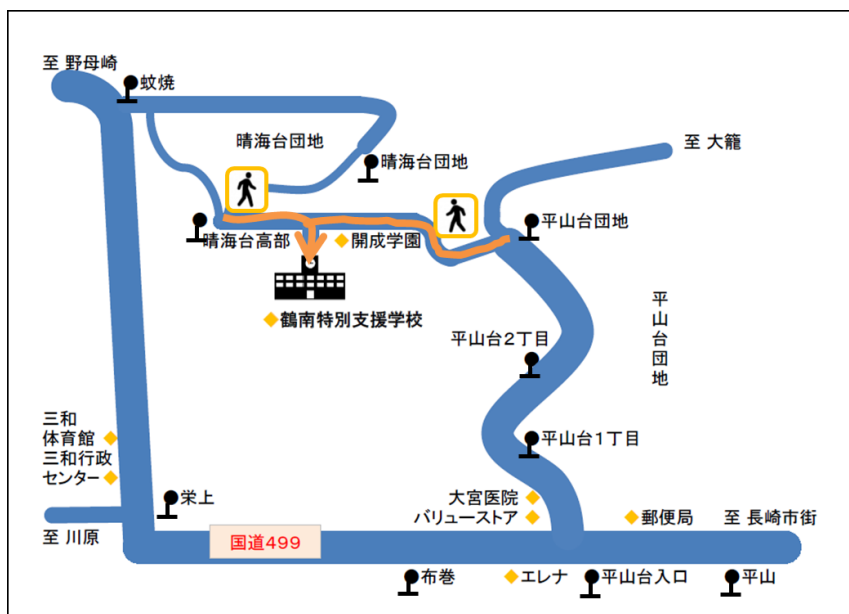 至 野母崎
蚊焼
晴海台団地
晴海台団地
至 大籠
晴海台高部
開成学園
平山台団地
鶴南特別支援学校
平山台団地
平山台２丁目
平山台１丁目
三和
体育館
三和行政
センター
栄上
至 川原
国道499
大宮医院
バリューストア
郵便局
至 長崎市街
布巻
エレナ
平山台入口
平山